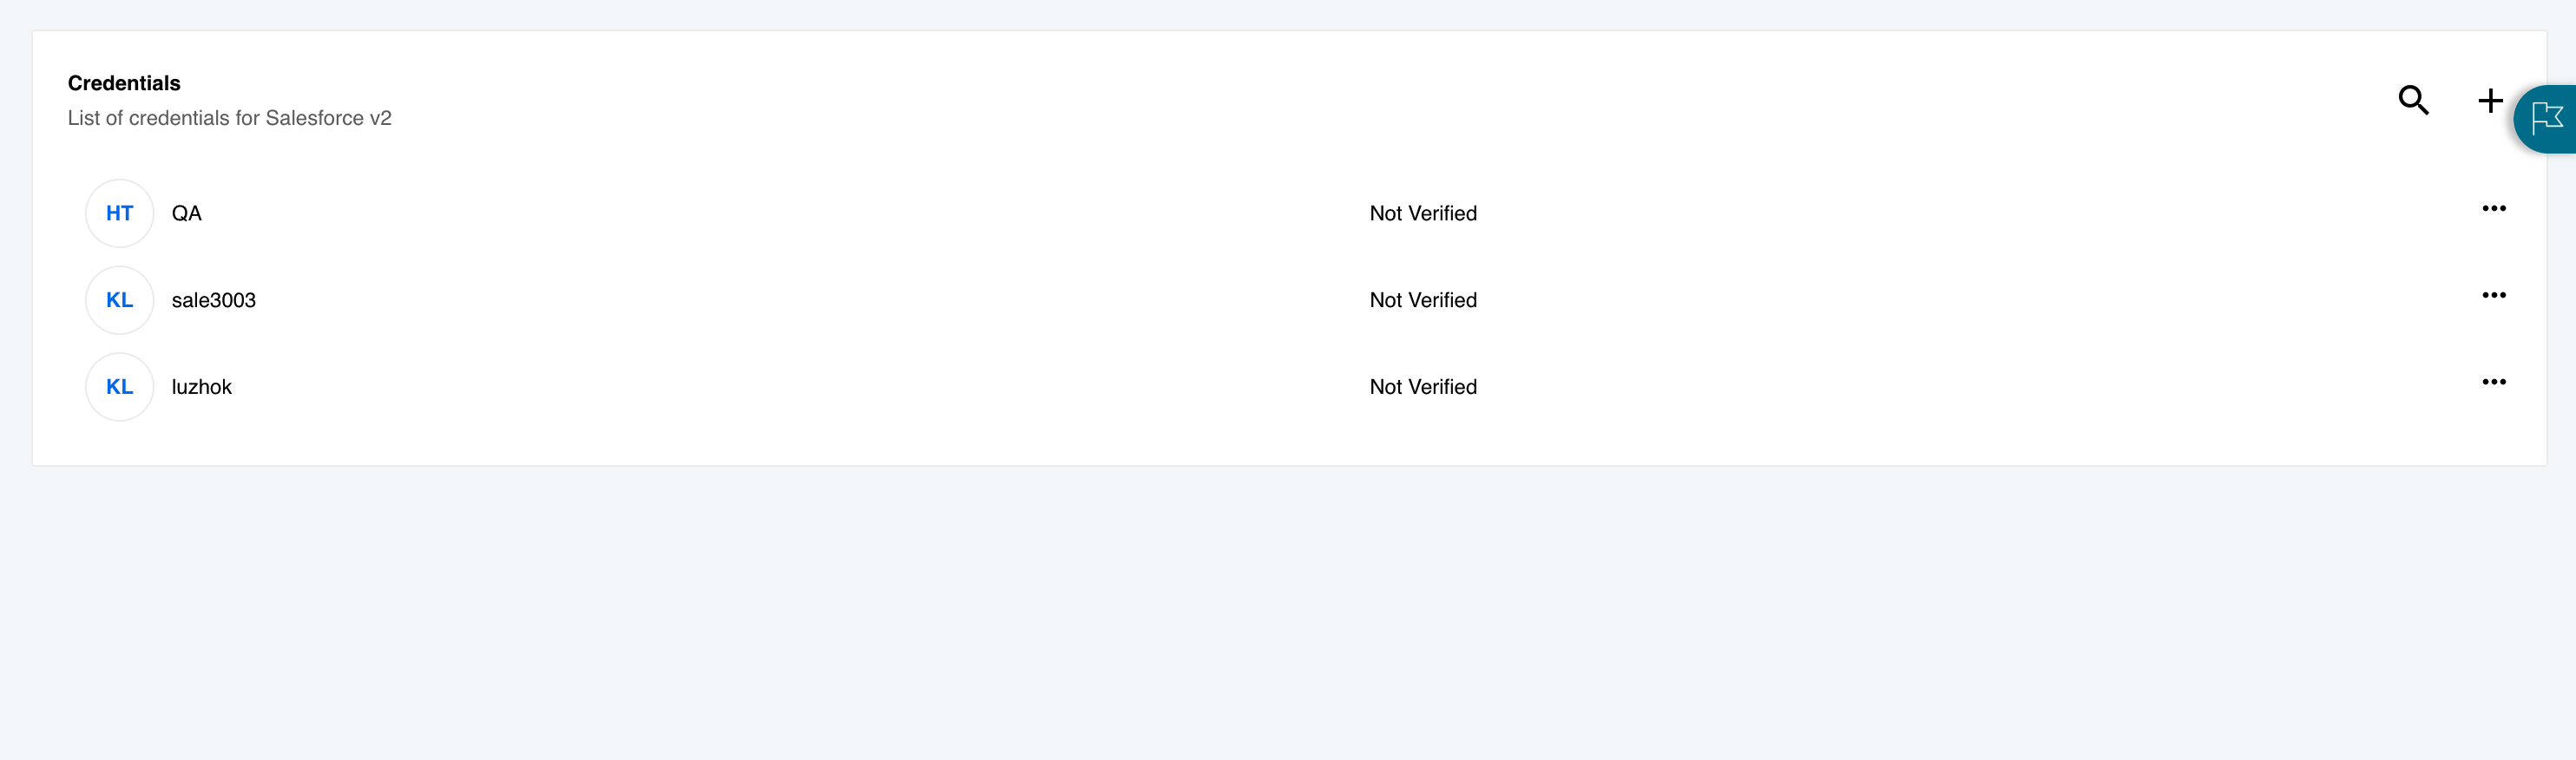 Credentials
List of credentials for Salesforce v2
HT QA Not Verified
KL sale3003 Not Verified
KL luzhok Not Verified